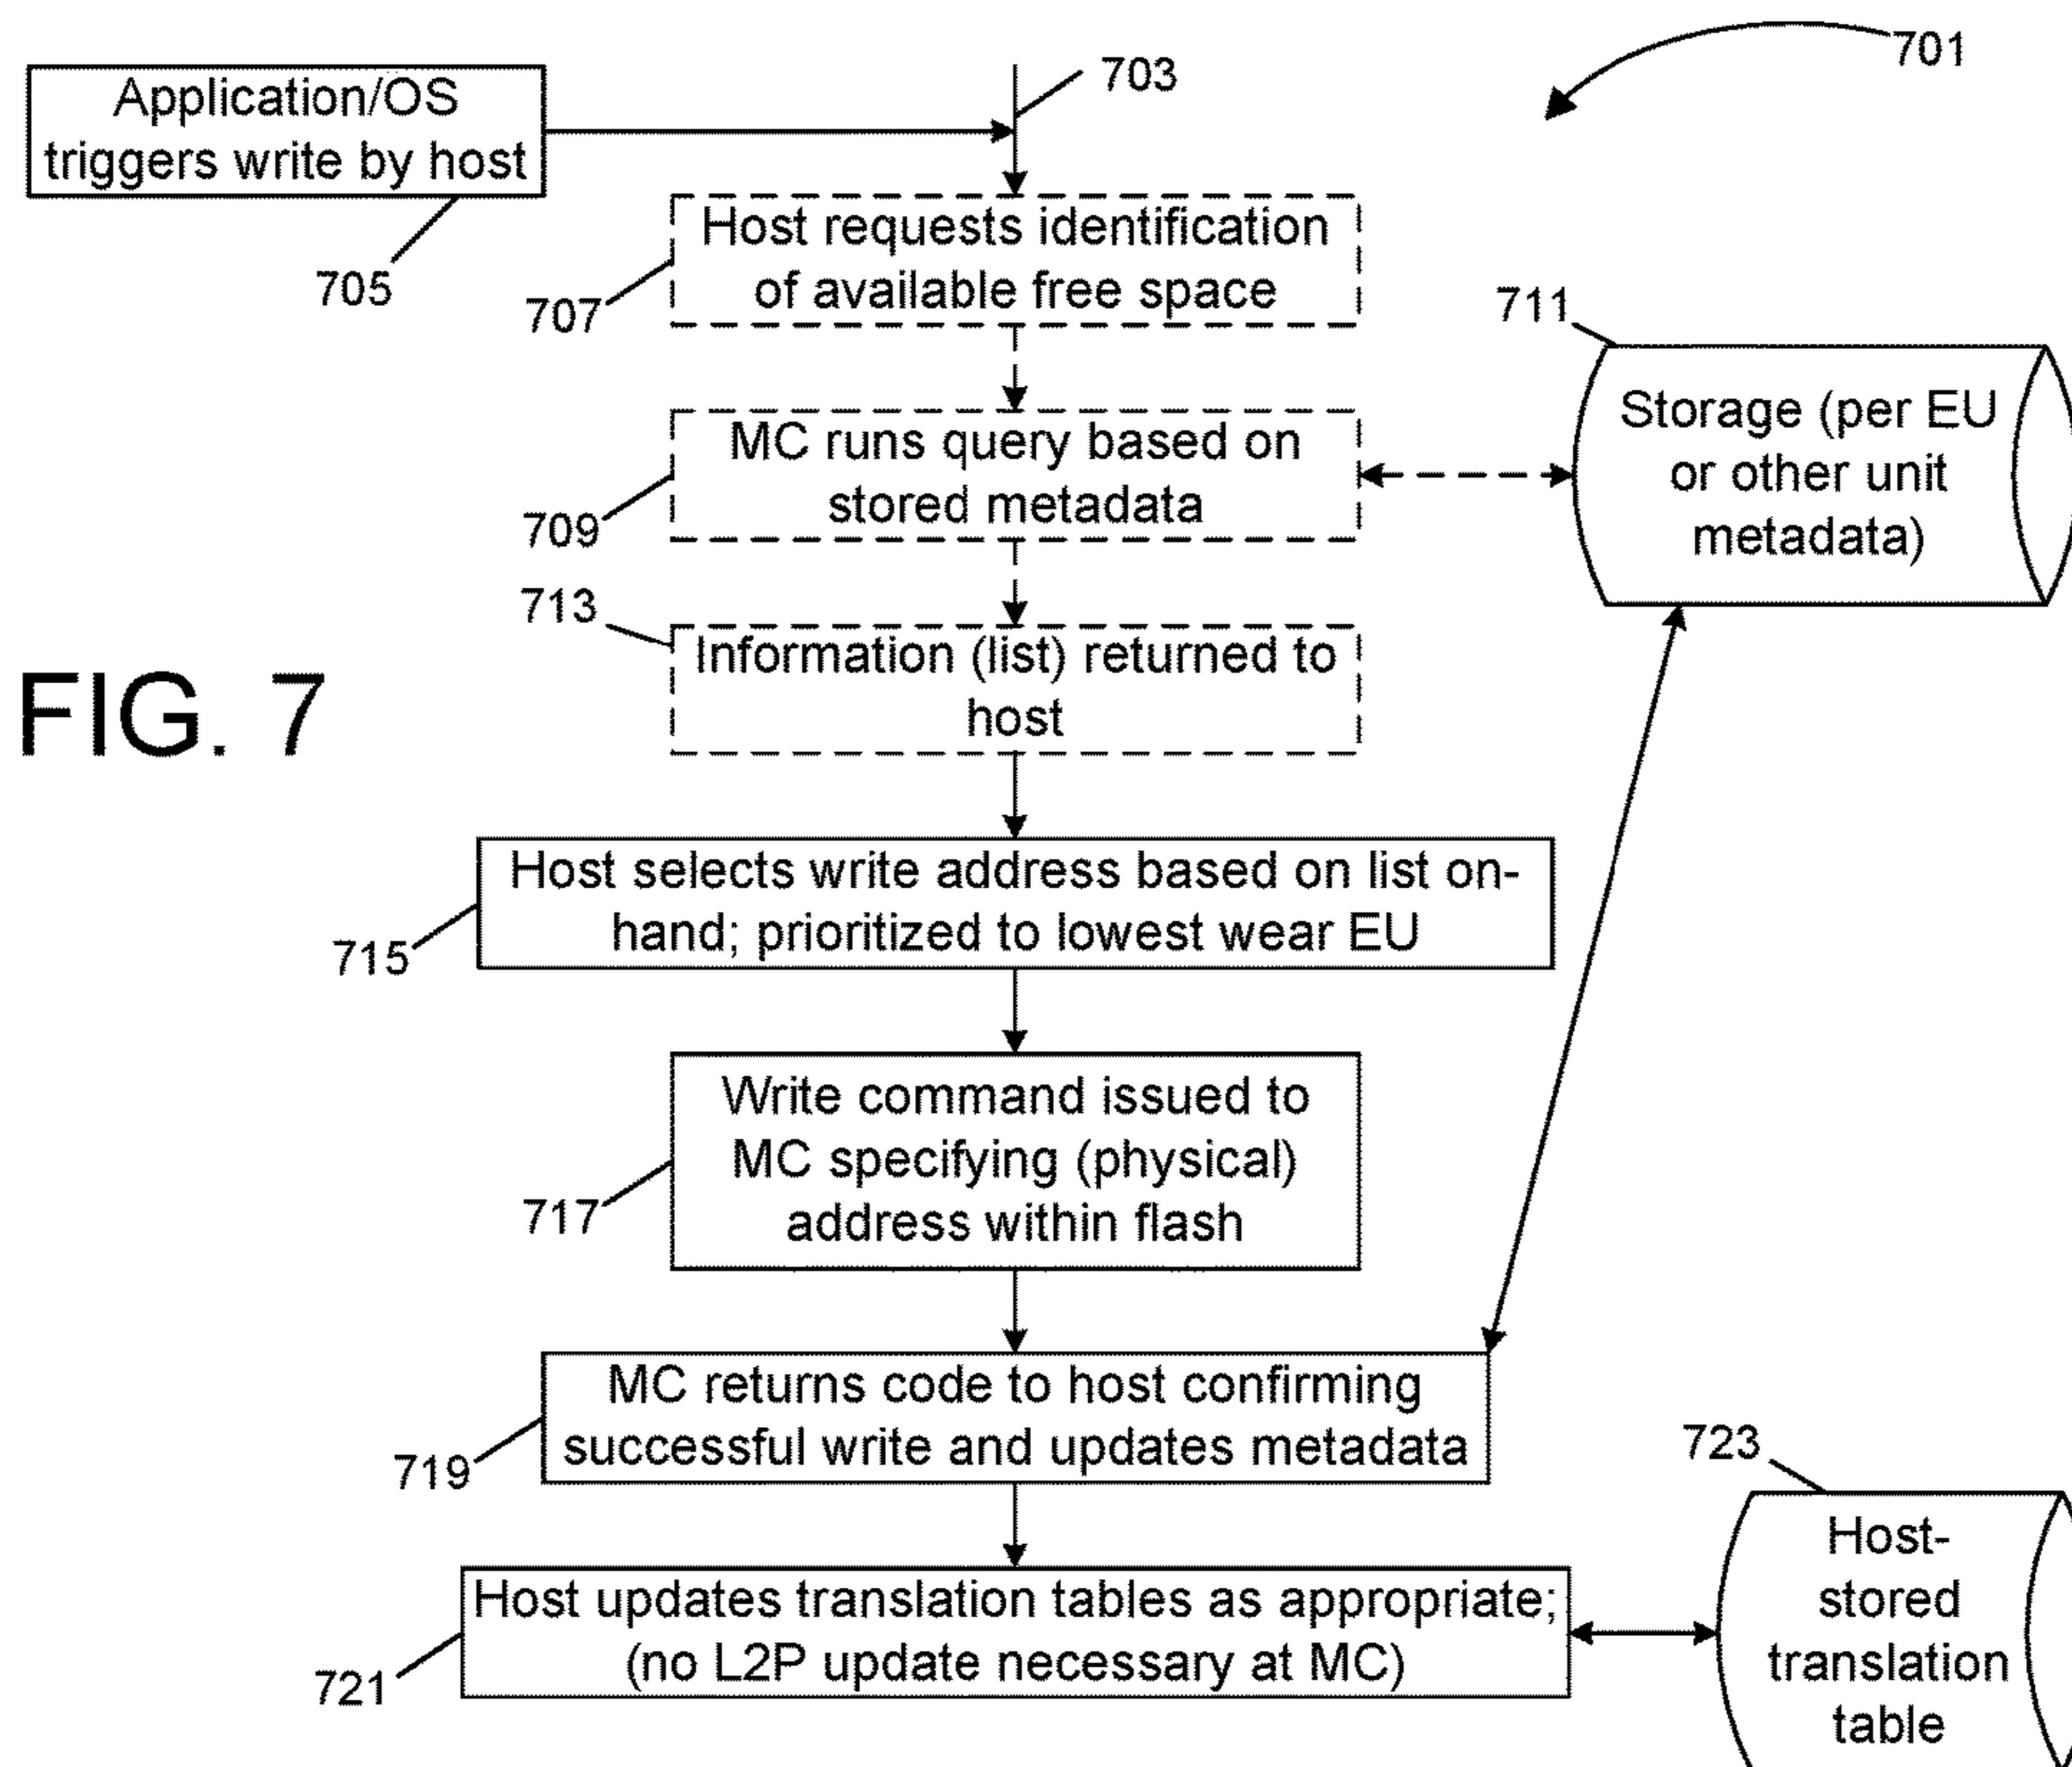 701
703
Application/OS
triggers write by host
705
Host requests identification
of available free space
707
711
Storage (per EU
or other unit
metadata)
MC runs query based on
stored metadata
709
713
Information (list) returned to
host
FIG. 7
Host selects write address based on list on-
hand; prioritized to lowest wear EU
715
Write command issued to
MC specifying (physical)
address within flash
717
MC returns code to host confirming
successful write and updates metadata
719
723
Host-
stored
translation
table
Host updates translation tables as appropriate;
(no L2P update necessary at MC)
721